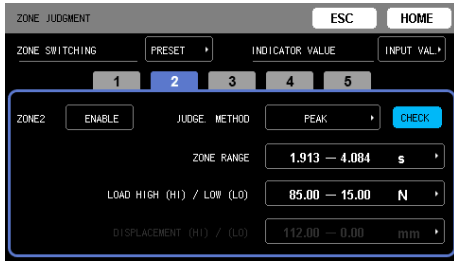 ZONE JUDGMENT ESC HOME
ZONE SWITCHING PRESET INDICATOR VALUE INPUT VAL.
1 2 3 4 5
ZONE2 ENABLE JUDGE. METHOD PEAK CHECK
ZONE RANGE 1.913 — 4.084 s
LOAD HIGH (HI) / LOW (LO) 85.00 — 15.00 N
DISPLACEMENT (HI) / (LO) 112.00 — 0.00 mm